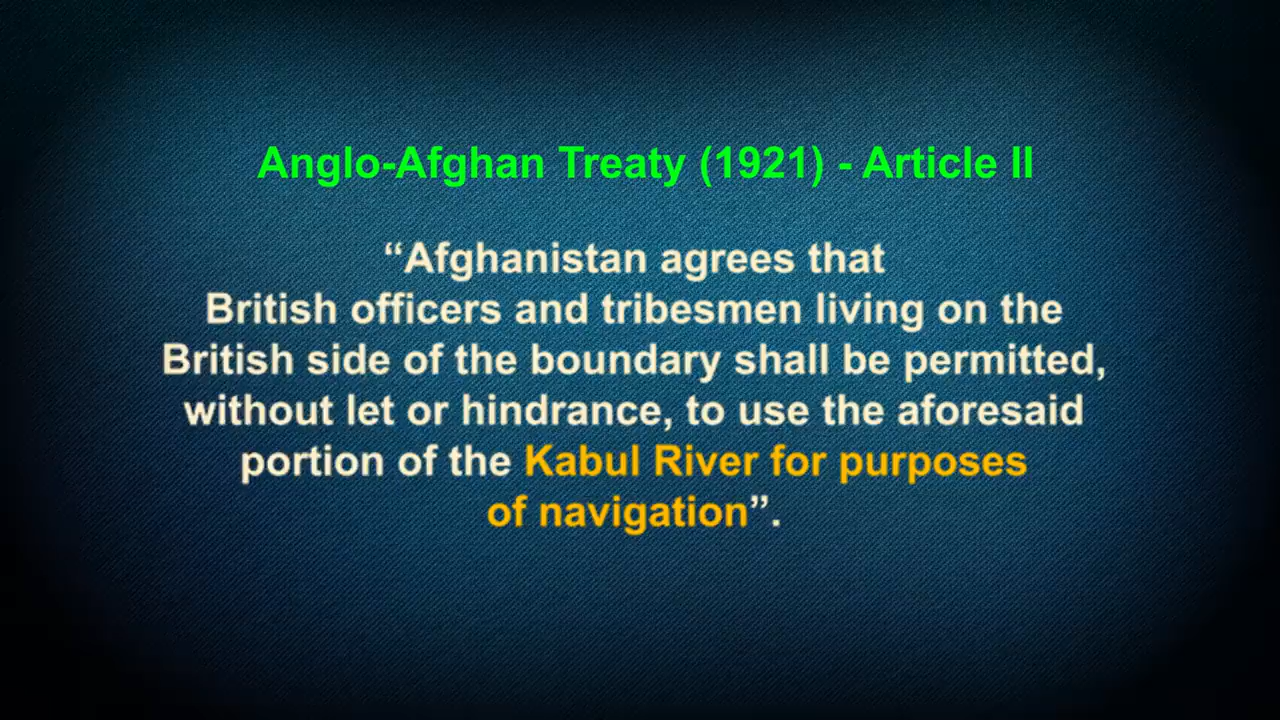 Anglo-Afghan Treaty (1921) - Article II
“Afghanistan agrees that
British officers and tribesmen living on the
British side of the boundary shall be permitted,
without let or hindrance, to use the aforesaid
portion of the Kabul River for purposes
of navigation”.